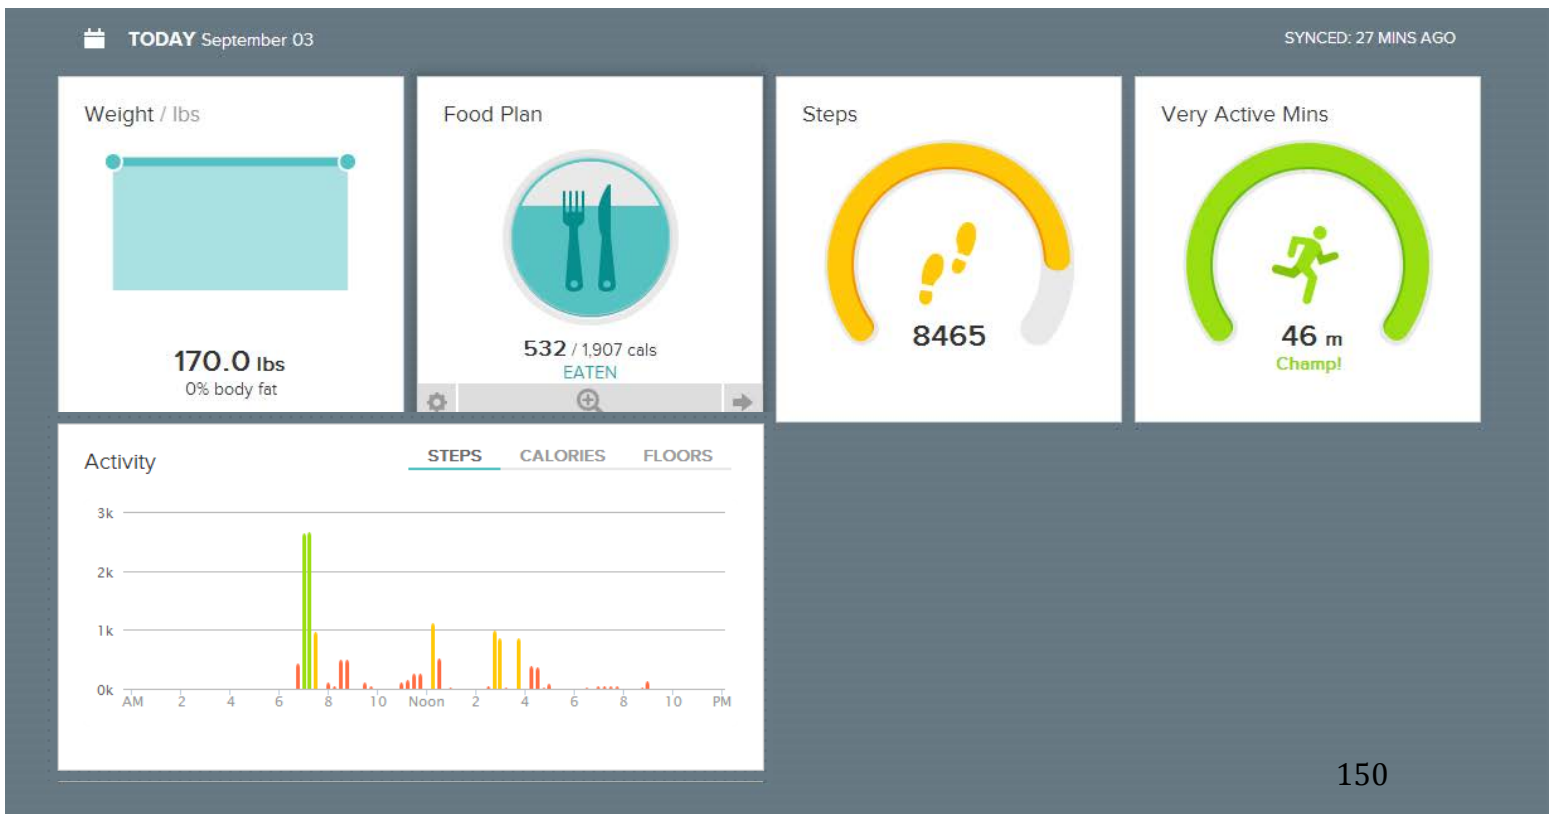 TODAY September 03
SYNCED: 27 MINS AGO
Weight / lbs
170.0 lbs
0% body fat
Food Plan
532 / 1,907 cals
EATEN
Steps
8465
Very Active Mins
46 m
Champ!
Activity
STEPS CALORIES FLOORS
3k
2k
1k
0k
AM 2 4 6 8 10 Noon 2 4 6 8 10 PM
150